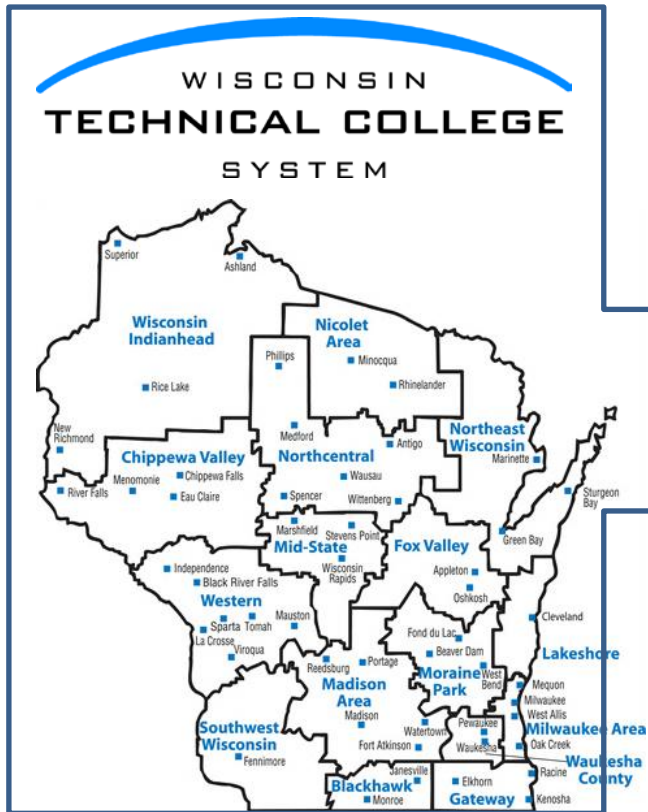 WISCONSIN
TECHNICAL COLLEGE
SYSTEM
Superior
Ashland
Wisconsin
Indianhead
Nicolet
Area
Phillips
Minocqua
Rice Lake
Rhinelander
New
Richmond
Medford
Northeast
Wisconsin
Antigo
Chippewa Valley
Northcentral
Marinette
Chippewa Falls
Wausau
Menomonie
River Falls
Eau Claire
Spencer
Wittenberg
Sturgeon
Bay
Marshfield
Stevens Point
Green Bay
Mid-State
Fox Valley
Wisconsin
Rapids
Independence
Appleton
Black River Falls
Oshkosh
Western
Mauston
Cleveland
Sparta
Tomah
La Crosse
Fond du Lac
Viroqua
Beaver Dam
Lakeshore
Reedsburg
Portage
Moraine
Park
West
Bend
Mequon
Madison
Area
Milwaukee
West Allis
Madison
Southwest
Wisconsin
Watertown
Pewaukee
Milwaukee Area
Fennimore
Fort Atkinson
Waukesha
Oak Creek
Waukesha
County
Janesville
Blackhawk
Elkhorn
Racine
Monroe
Gateway
Kenosha